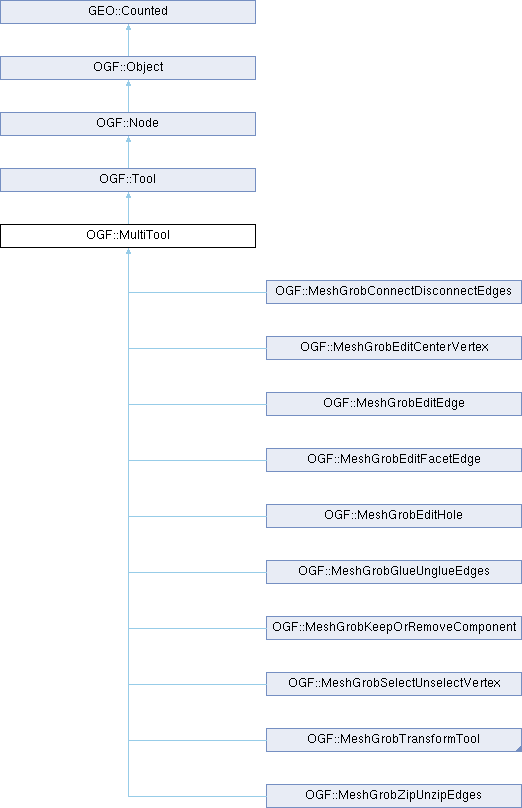 GEO::Counted
OGF::Object
OGF::Node
OGF::Tool
OGF::MultiTool
OGF::MeshGrobConnectDisconnectEdges
OGF::MeshGrobEditCenterVertex
OGF::MeshGrobEditEdge
OGF::MeshGrobEditFacetEdge
OGF::MeshGrobEditHole
OGF::MeshGrobGlueUnglueEdges
OGF::MeshGrobKeepOrRemoveComponent
OGF::MeshGrobSelectUnselectVertex
OGF::MeshGrobTransformTool
OGF::MeshGrobZipUnzipEdges